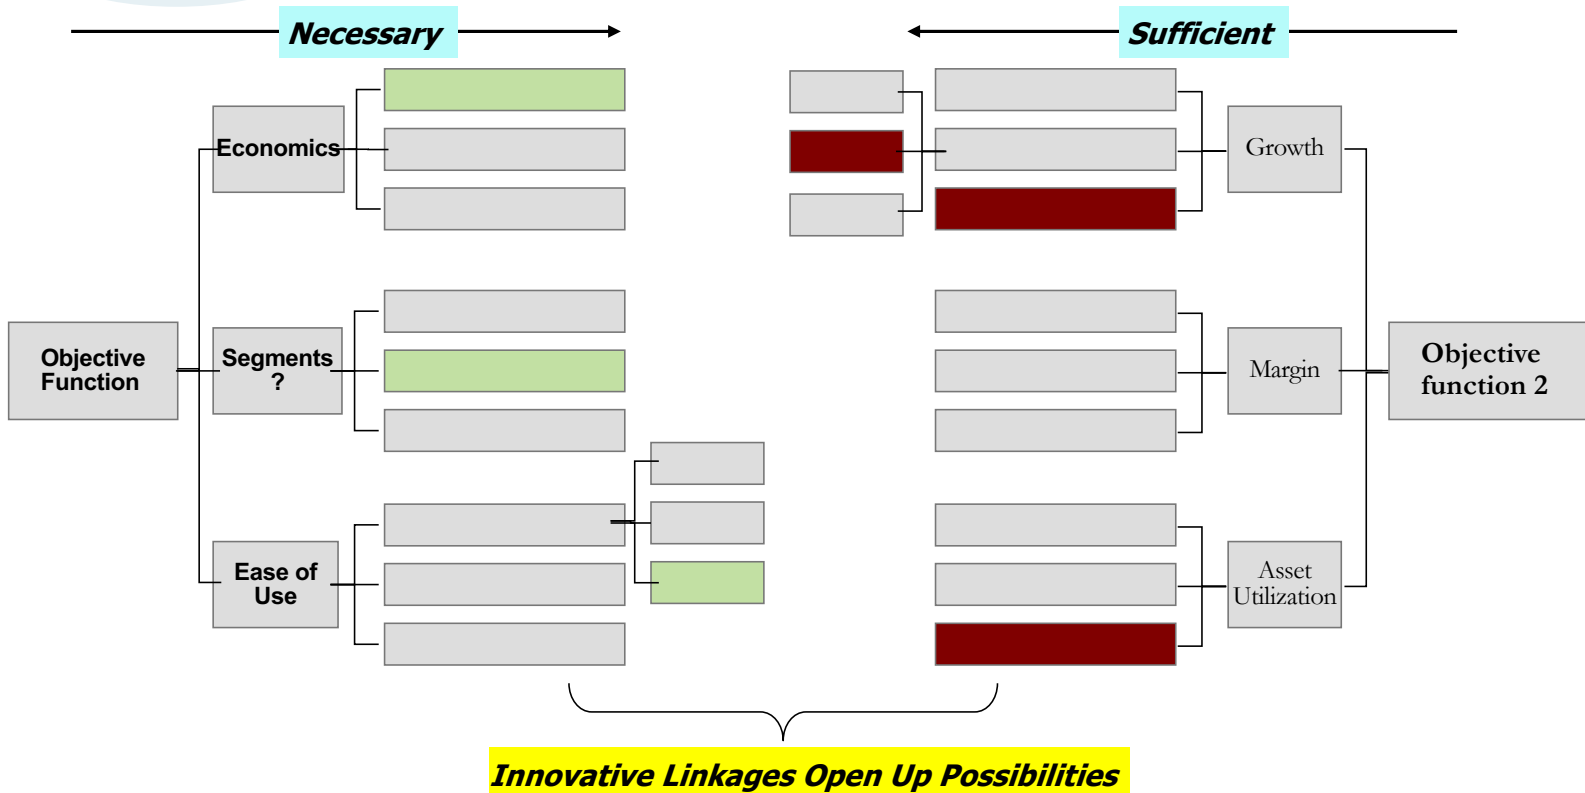 Necessary
Sufficient
Economics
Growth
Objective
Function
Segments
?
Margin
Objective
function 2
Ease of
Use
Asset
Utilization
Innovative Linkages Open Up Possibilities